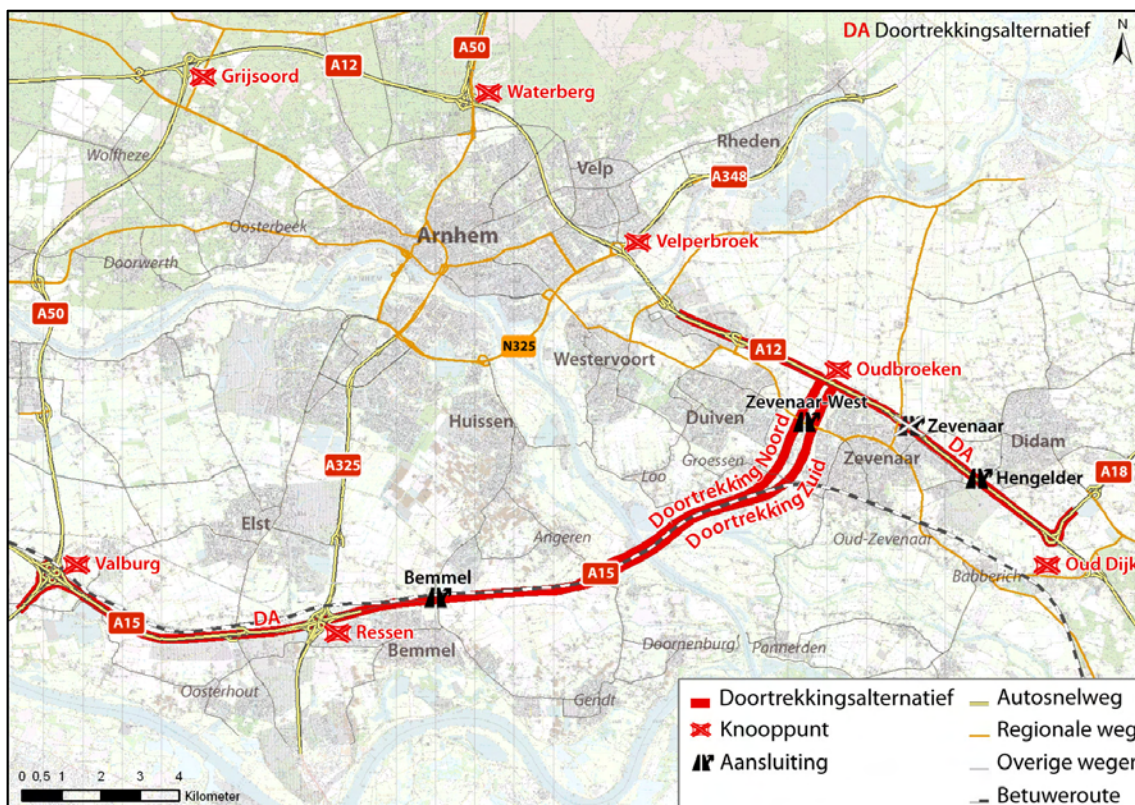 DA Doortrekkingsalternatief
N
A50
A12
Grijsoord
Waterberg
Rheden
Wolfheze
Velp
A348
Oosterbeek
Arnhem
Velperbroek
Doorwerth
A50
N325
Westervoort
A12
Oudbroeken
Zevenaar-West
Huissen
Duiven
Zevenaar
Didam
DA
Doortrekking Noord
Groessen
Zevenaar
A325
Loo
Hengelder
A18
Doortrekking Zuid
Elst
Angeren
Oud-Zevenaar
Valburg
Bemmel
A15
Babberich
Oud Dijk
A15
DA
Ressen
Bemmel
Doornenburg
Pannerden
Oosterhout
Gendt
Doortrekkingsalternatief
Knooppunt
Aansluiting
Autosnelweg
Regionale weg
Overige wegen
Betuweroute
0 0,5 1 2 3 4
Kilometer